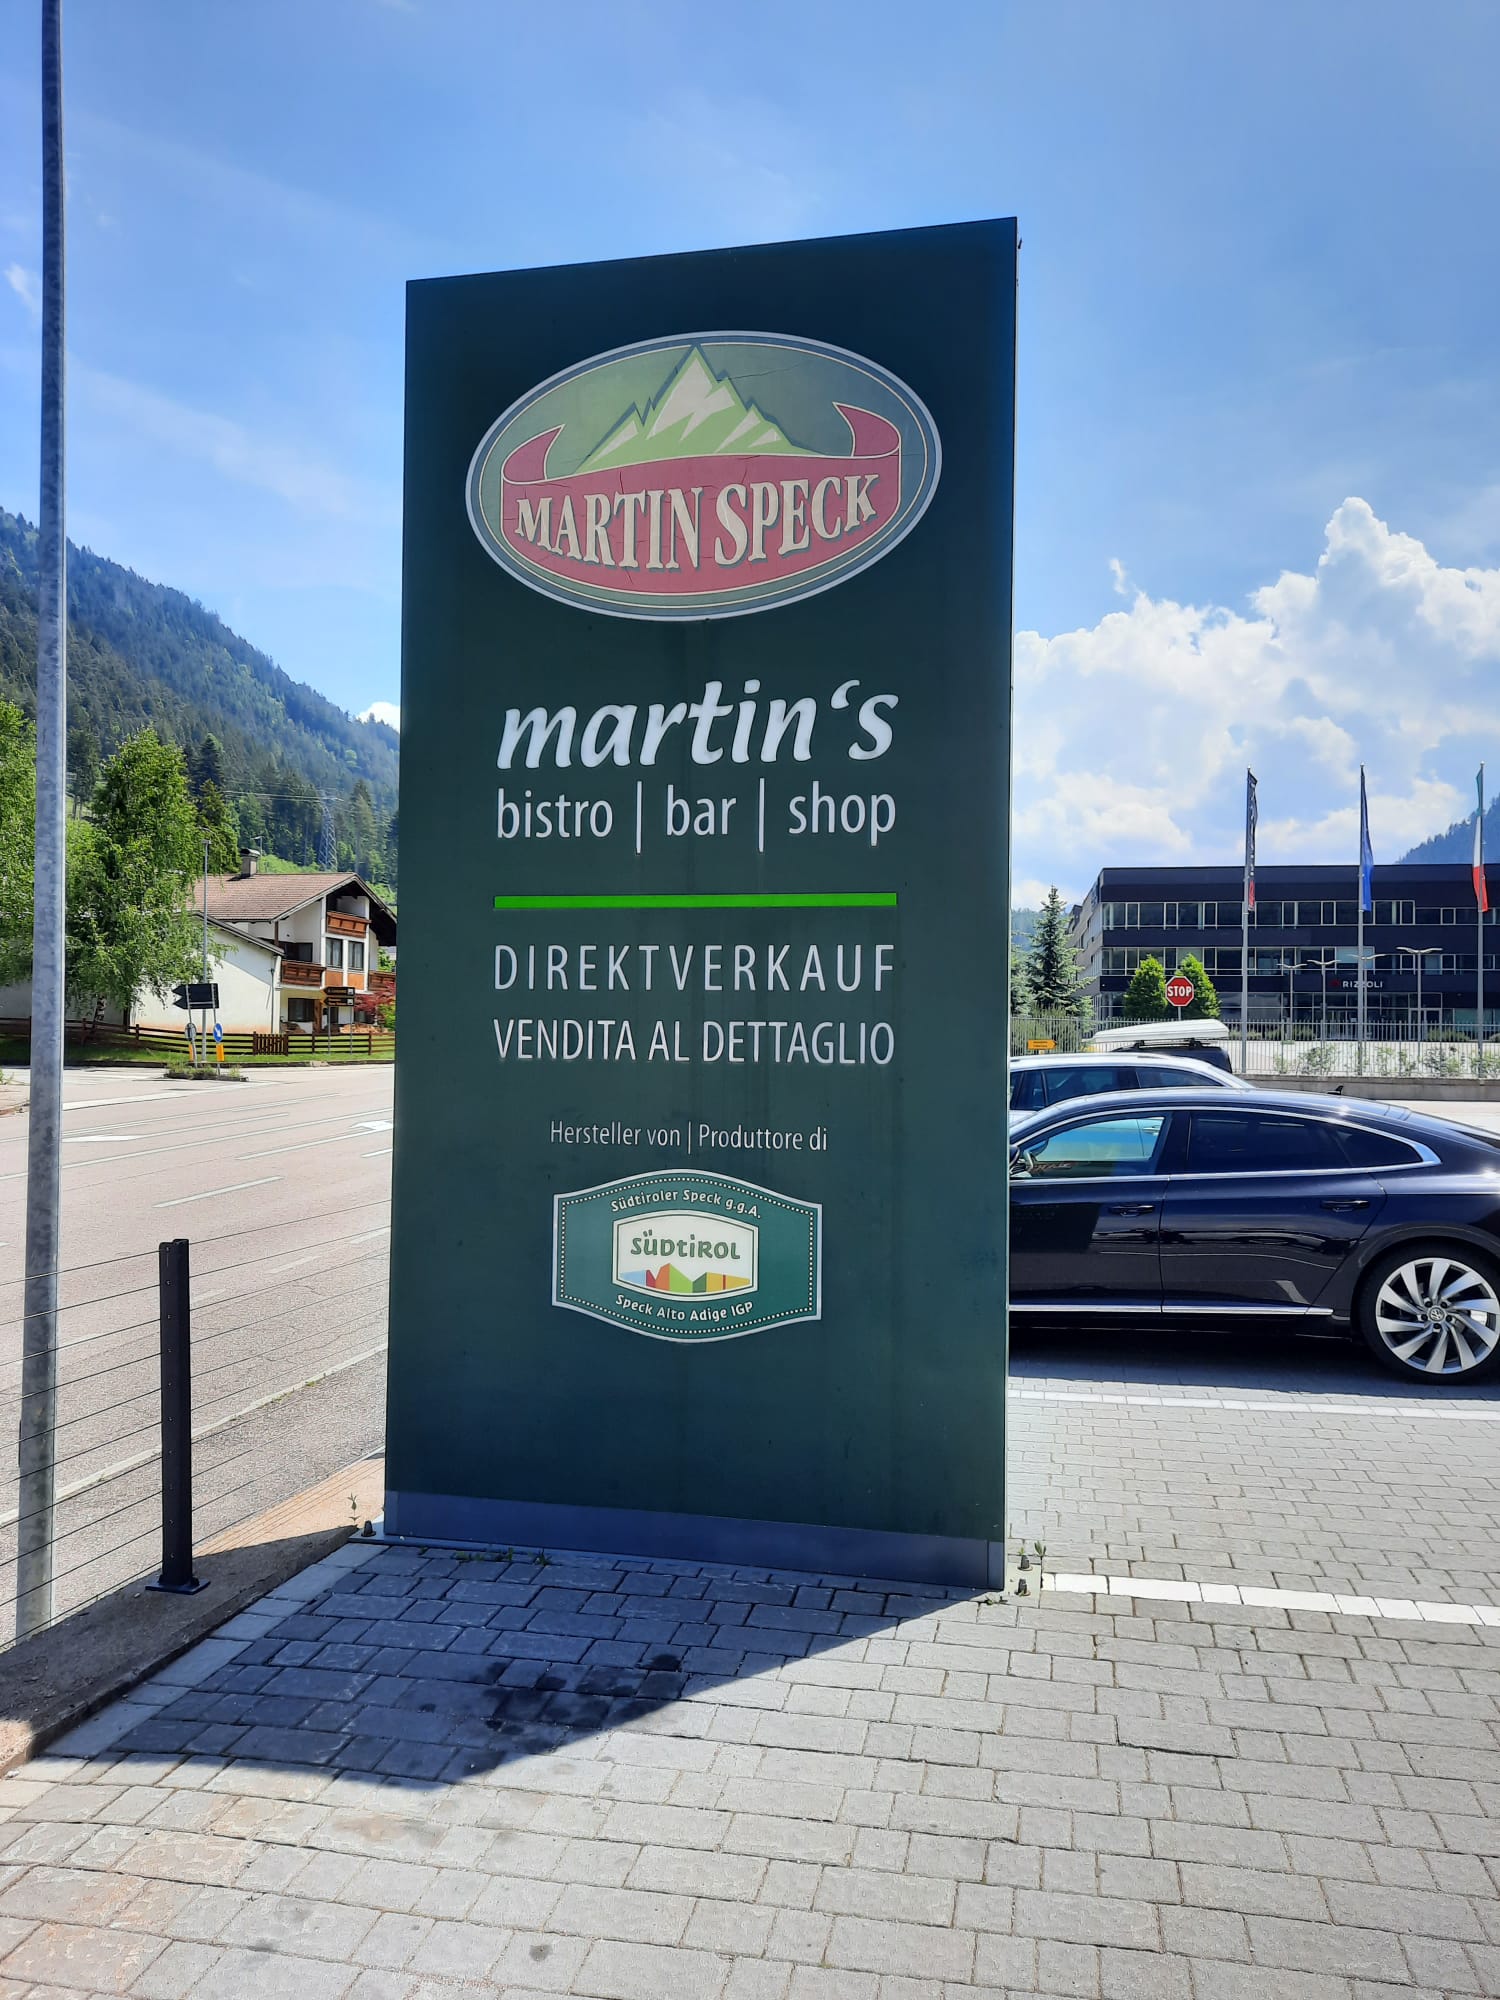 MARTIN SPECK
martin‘s
bistro | bar | shop
DIREKTVERKAUF
VENDITA AL DETTAGLIO
Hersteller von | Produttore di
Südtiroler Speck g.g.A.
SÜDTiROL
Speck Alto Adige IGP
STOP
RIZZOLI